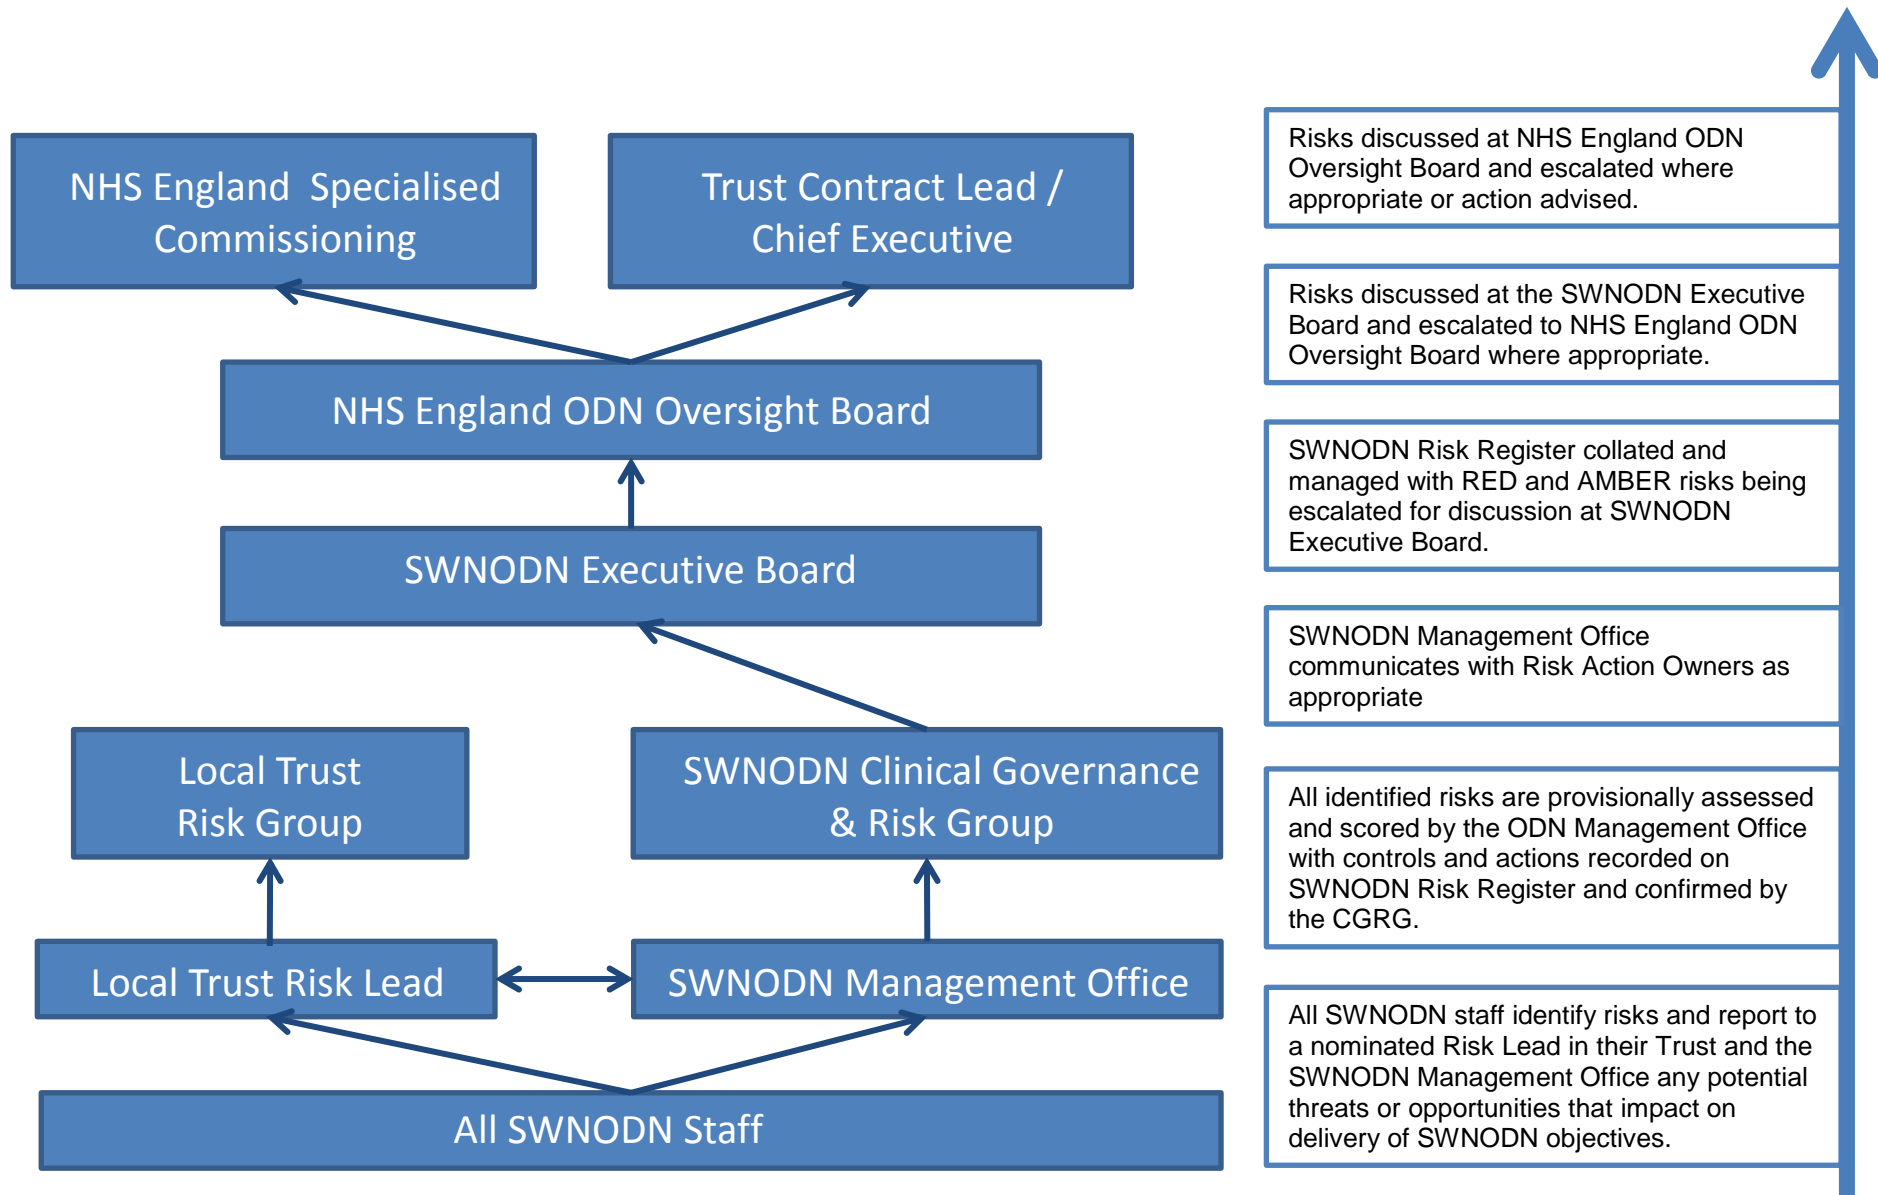 NHS England  Specialised
Commissioning
Trust Contract Lead /
Chief Executive
NHS England ODN Oversight Board
SWNODN Executive Board
Local Trust
Risk Group
SWNODN Clinical Governance
& Risk Group
Local Trust Risk Lead
SWNODN Management Office
All SWNODN Staff
Risks discussed at NHS England ODN
Oversight Board and escalated where
appropriate or action advised.
Risks discussed at the SWNODN Executive
Board and escalated to NHS England ODN
Oversight Board where appropriate.
SWNODN Risk Register collated and
managed with RED and AMBER risks being
escalated for discussion at SWNODN
Executive Board.
SWNODN Management Office
communicates with Risk Action Owners as
appropriate
All identified risks are provisionally assessed
and scored by the ODN Management Office
with controls and actions recorded on
SWNODN Risk Register and confirmed by
the CGRG.
All SWNODN staff identify risks and report to
a nominated Risk Lead in their Trust and the
SWNODN Management Office any potential
threats or opportunities that impact on
delivery of SWNODN objectives.